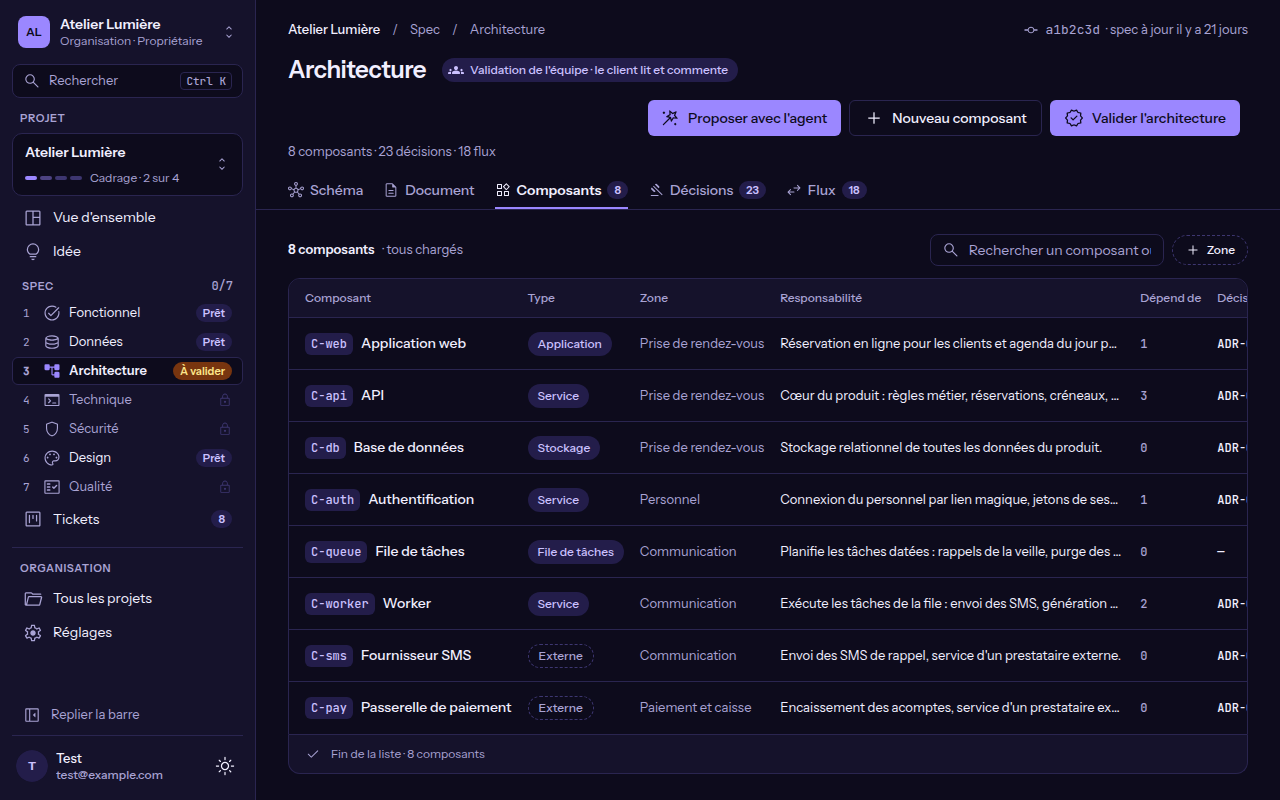 AL
Atelier Lumière
Organisation · Propriétaire
Rechercher
Ctrl K
PROJET
Atelier Lumière
Cadrage · 2 sur 4
Vue d'ensemble
Idée
SPEC 0/7
1 Fonctionnel Prêt
2 Données Prêt
3 Architecture À valider
4 Technique
5 Sécurité
6 Design Prêt
7 Qualité
Tickets 8
ORGANISATION
Tous les projets
Réglages
Replier la barre
T
Test
test@example.com
Atelier Lumière / Spec / Architecture
a1b2c3d · spec à jour il y a 21 jours
Architecture
Validation de l'équipe · le client lit et commente
Proposer avec l'agent
Nouveau composant
Valider l'architecture
8 composants · 23 décisions · 18 flux
Schéma
Document
Composants 8
Décisions 23
Flux 18
8 composants · tous chargés
Rechercher un composant
Zone
Composant Type Zone Responsabilité Dépend de Décis
C-web Application web Application Prise de rendez-vous Réservation en ligne pour les clients et agenda du jour p… 1 ADR-
C-api API Service Prise de rendez-vous Cœur du produit : règles métier, réservations, créneaux, … 3 ADR-
C-db Base de données Stockage Prise de rendez-vous Stockage relationnel de toutes les données du produit. 0 ADR-
C-auth Authentification Service Personnel Connexion du personnel par lien magique, jetons de ses… 1 ADR-
C-queue File de tâches File de tâches Communication Planifie les tâches datées : rappels de la veille, purge des … 0 —
C-worker Worker Service Communication Exécute les tâches de la file : envoi des SMS, génération … 2 ADR-
C-sms Fournisseur SMS Externe Communication Envoi des SMS de rappel, service d'un prestataire externe. 0 ADR-
C-pay Passerelle de paiement Externe Paiement et caisse Encaissement des acomptes, service d'un prestataire ex… 0 ADR-
Fin de la liste · 8 composants